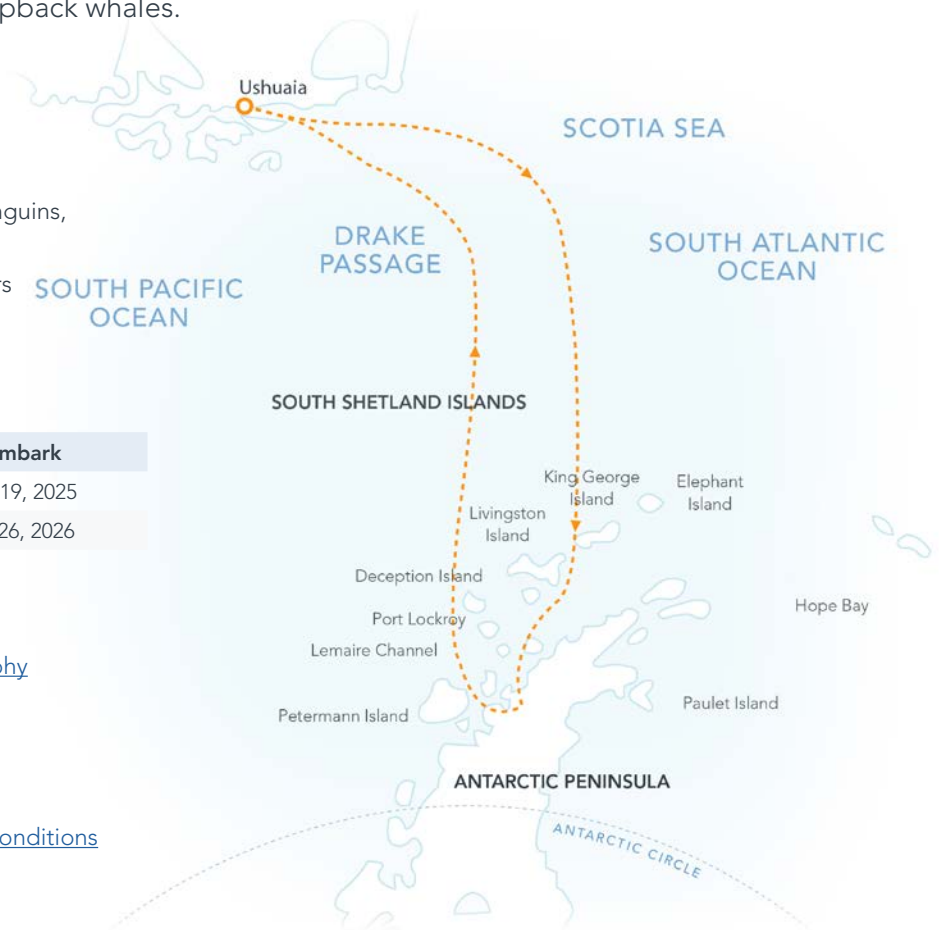 pback whales.
Ushuaia
SCOTIA SEA
nguins,
DRAKE
PASSAGE
SOUTH ATLANTIC
OCEAN
rs
SOUTH PACIFIC
OCEAN
SOUTH SHETLAND ISLANDS
mbark
19, 2025
26, 2026
King George
Island
Elephant
Island
Livingston
Island
Deception Island
Port Lockroy
Hope Bay
Lemaire Channel
phy
Paulet Island
Petermann Island
ANTARCTIC PENINSULA
ANTARCTIC CIRCLE
onditions